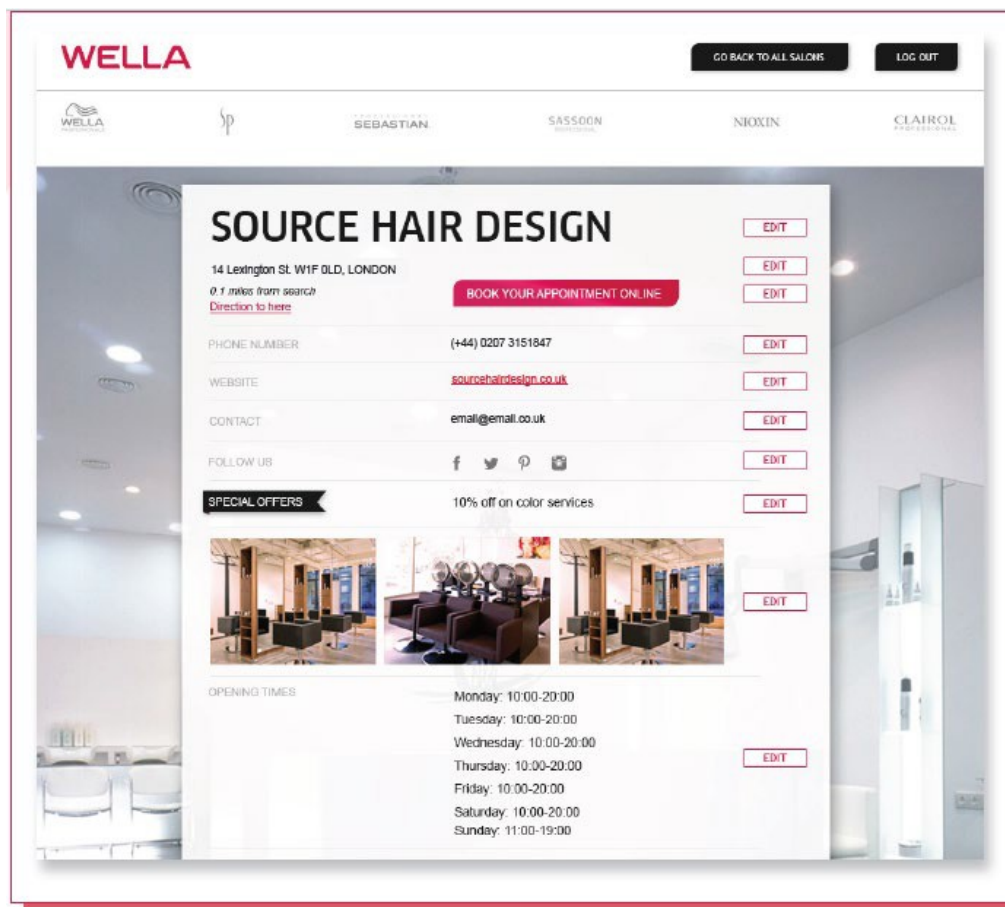 WELLA
GO BACK TO ALL SALONS
LOG OUT
WELLA
SP
SEBASTIAN
SASSOON
NIOXIN
CLAIROL
PROFESSIONAL
SOURCE HAIR DESIGN
EDIT
14 Lexington St. W1F 0LD, LONDON
EDIT
0.1 miles from search
BOOK YOUR APPOINTMENT ONLINE
EDIT
Direction to here
PHONE NUMBER
(+44) 0207 3151847
EDIT
WEBSITE
sourcehairdesign.co.uk
EDIT
CONTACT
email@email.co.uk
EDIT
FOLLOW US
EDIT
SPECIAL OFFERS
10% off on color services
EDIT
EDIT
OPENING TIMES
Monday: 10:00-20:00
Tuesday: 10:00-20:00
Wednesday: 10:00-20:00
Thursday: 10:00-20:00
EDIT
Friday: 10:00-20:00
Saturday: 10:00-20:00
Sunday: 11:00-19:00